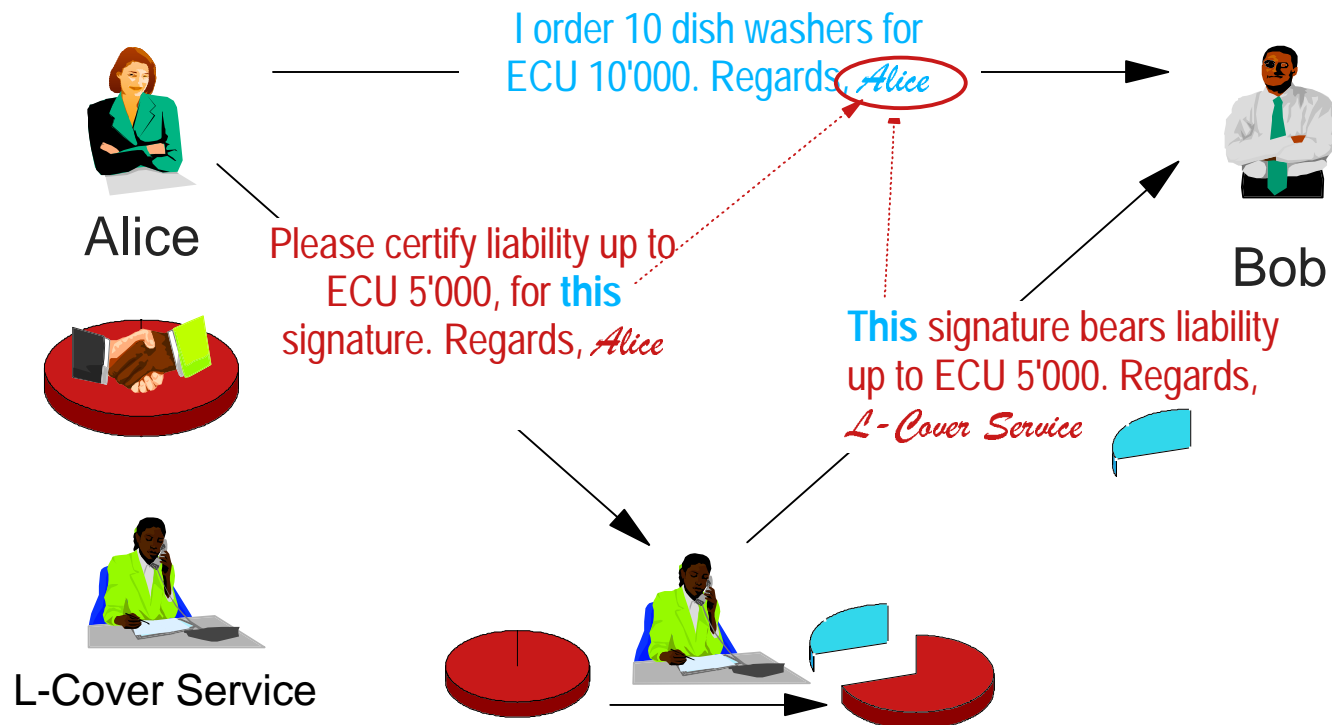 I order 10 dish washers for
ECU 10'000. Regards, Alice
Alice
Bob
Please certify liability up to
ECU 5'000, for this
signature. Regards, Alice
This signature bears liability
up to ECU 5'000. Regards,
L-Cover Service
L-Cover Service